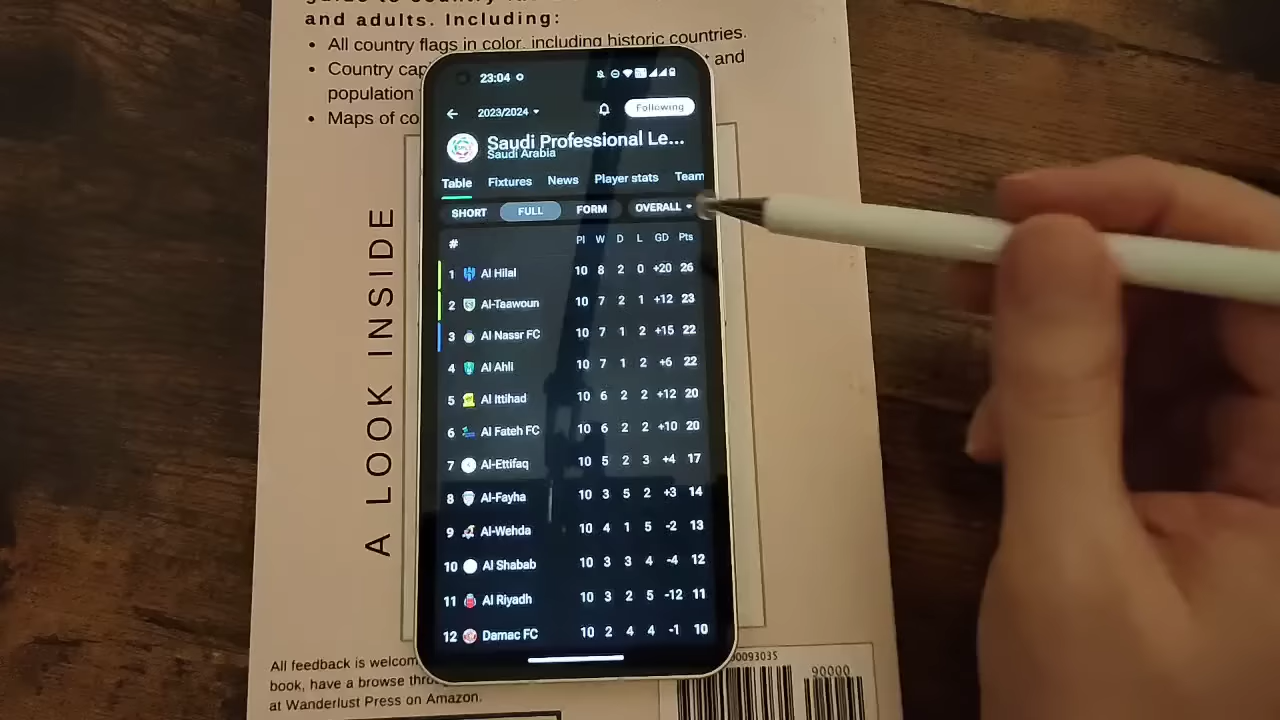 and adults. Including:
• All country flags in color, including historic countries.
• Country cap
t and
population
• Maps of co
A LOOK INSIDE
23:04
2023/2024
Following
Saudi Professional Le...
Saudi Arabia
Table Fixtures News Player stats Team
SHORT FULL FORM OVERALL
# Pl W D L GD Pts
1 Al Hilal 10 8 2 0 +20 26
2 Al-Taawoun 10 7 2 1 +12 23
3 Al Nassr FC 10 7 1 2 +15 22
4 Al Ahli 10 7 1 2 +6 22
5 Al Ittihad 10 6 2 2 +12 20
6 Al Fateh FC 10 6 2 2 +10 20
7 Al-Ettifaq 10 5 2 3 +4 17
8 Al-Fayha 10 3 5 2 +3 14
9 Al-Wehda 10 4 1 5 -2 13
10 Al Shabab 10 3 3 4 -4 12
11 Al Riyadh 10 3 2 5 -12 11
12 Damac FC 10 2 4 4 -1 10
All feedback is welcom
book, have a browse thro
at Wanderlust Press on Amazon.
0093035
90000